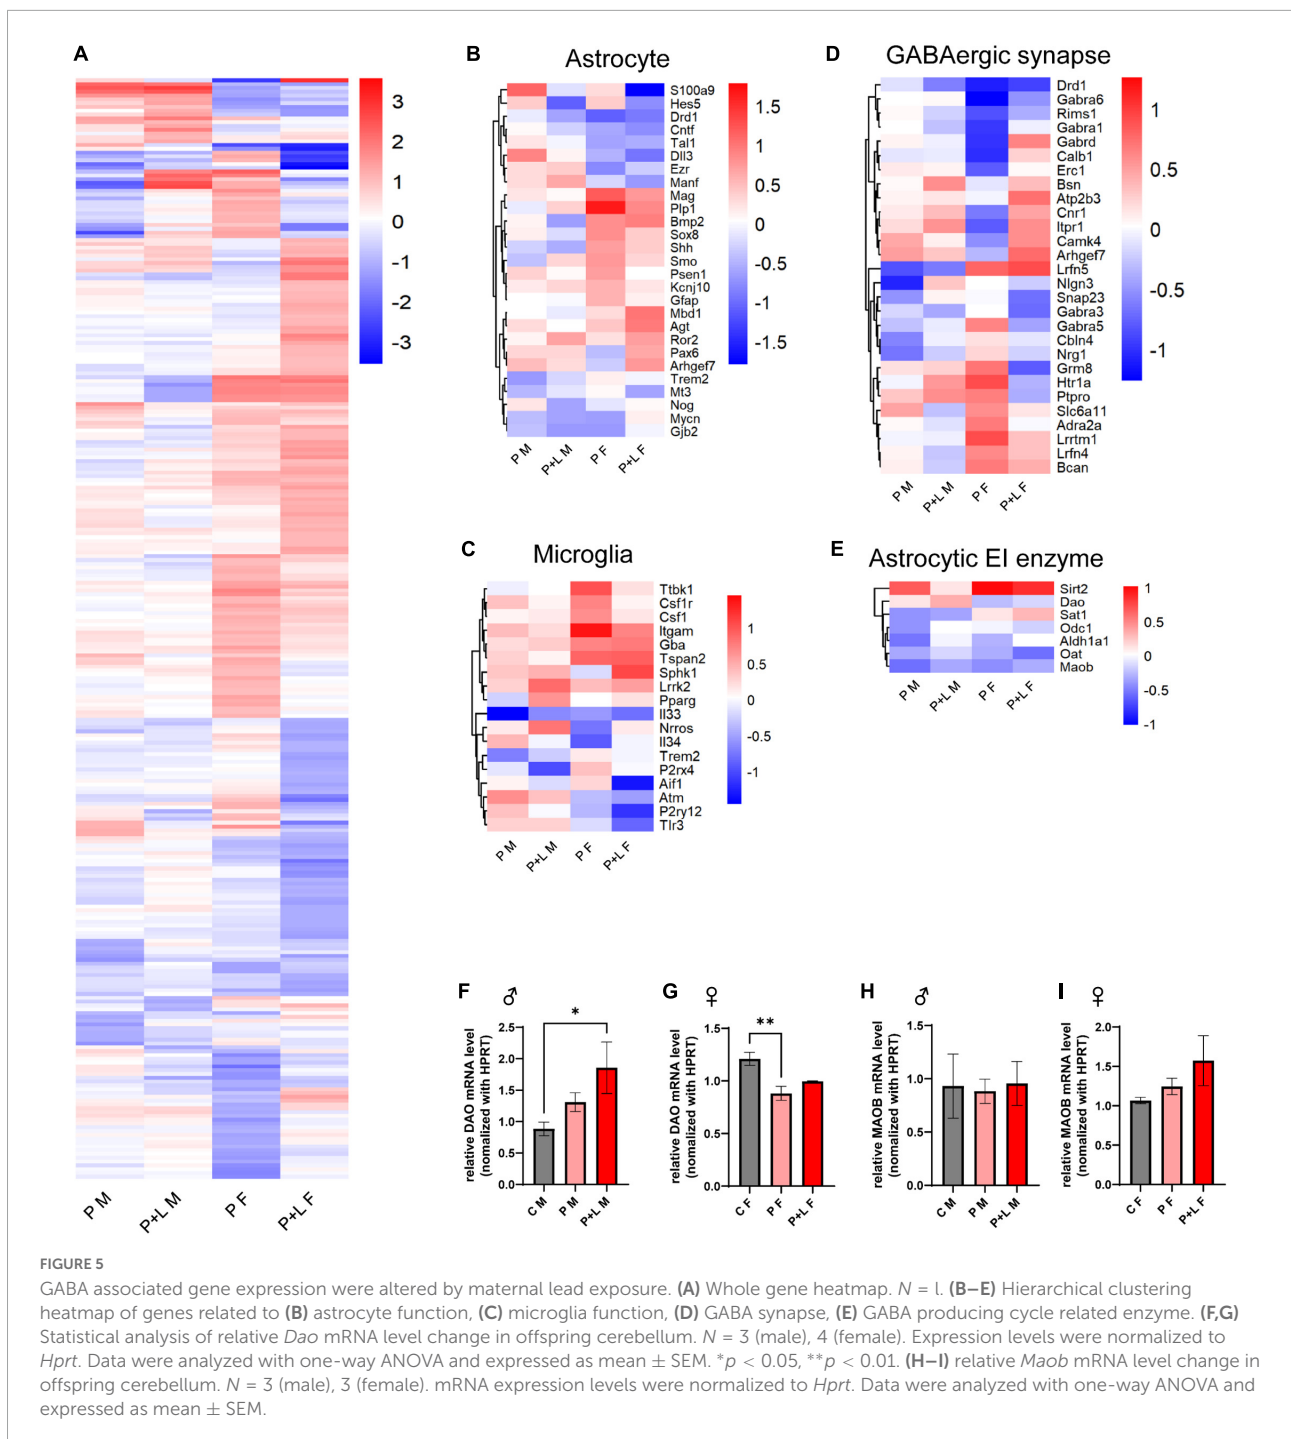 A
3
2
1
0
-1
-2
-3
P M
P+L M
P F
P+L F
B
Astrocyte
S100a9
Hes5
Drd1
Cntf
Tal1
Dll3
Ezr
Manf
Mag
Plp1
Bmp2
Sox8
Shh
Smo
Psen1
Kcnj10
Gfap
Mbd1
Agt
Ror2
Pax6
Arhgef7
Trem2
Mt3
Nog
Mycn
Gjb2
1.5
1
0.5
0
-0.5
-1
-1.5
P M
P+L M
P F
P+L F
D
GABAergic synapse
Drd1
Gabra6
Rims1
Gabra1
Gabrd
Calb1
Erc1
Bsn
Atp2b3
Cnr1
Itpr1
Camk4
Arhgef7
Lrfn5
Nlgn3
Snap23
Gabra3
Gabra5
Cbln4
Nrg1
Grm8
Htr1a
Ptpro
Slc6a11
Adra2a
Lrrtm1
Lrfn4
Bcan
1
0.5
0
-0.5
-1
P M
P+L M
P F
P+L F
C
Microglia
Ttbk1
Csf1r
Csf1
Itgam
Gba
Tspan2
Sphk1
Lrrk2
Pparg
Il33
Nrros
Il34
Trem2
P2rx4
Aif1
Atm
P2ry12
Tlr3
1
0.5
0
-0.5
-1
P M
P+L M
P F
P+L F
E
Astrocytic EI enzyme
Sirt2
Dao
Sat1
Odc1
Aldh1a1
Oat
Maob
1
0.5
0
-0.5
-1
P M
P+L M
P F
P+L F
F ♂
relative DAO mRNA level
(nomalized with HPRT)
2.5
2.0
1.5
1.0
0.5
0.0
*
C M
P M
P+L M
G ♀
relative DAO mRNA level
(nomalized with HPRT)
1.5
1.0
0.5
0.0
**
C F
P F
P+L F
H ♂
relative MAOB mRNA level
(nomalized with HPRT)
1.5
1.0
0.5
0.0
C M
P M
P+L M
I ♀
relative MAOB mRNA level
(nomalized with HPRT)
2.0
1.5
1.0
0.5
0.0
C F
P F
P+L F
FIGURE 5
GABA associated gene expression were altered by maternal lead exposure. (A) Whole gene heatmap. N = l. (B–E) Hierarchical clustering
heatmap of genes related to (B) astrocyte function, (C) microglia function, (D) GABA synapse, (E) GABA producing cycle related enzyme. (F,G)
Statistical analysis of relative Dao mRNA level change in offspring cerebellum. N = 3 (male), 4 (female). Expression levels were normalized to
Hprt. Data were analyzed with one-way ANOVA and expressed as mean ± SEM. *p < 0.05, **p < 0.01. (H–I) relative Maob mRNA level change in
offspring cerebellum. N = 3 (male), 3 (female). mRNA expression levels were normalized to Hprt. Data were analyzed with one-way ANOVA and
expressed as mean ± SEM.